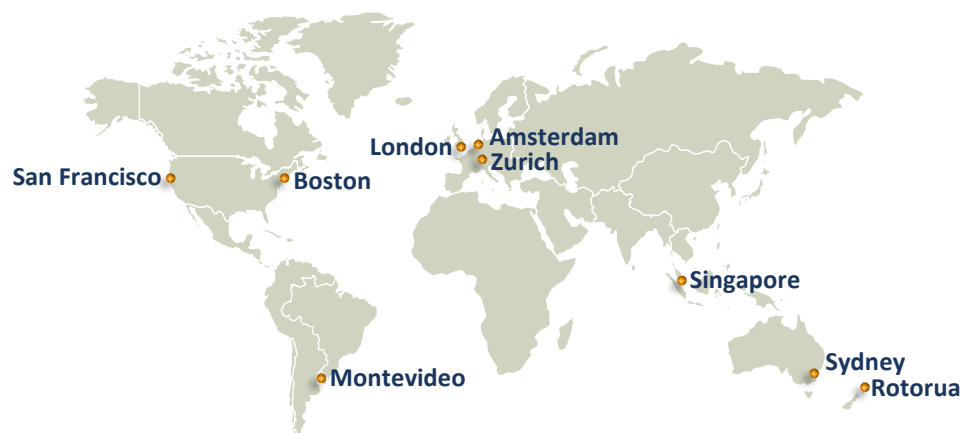 London
Amsterdam
Zurich
San Francisco
Boston
Singapore
Sydney
Montevideo
Rotorua